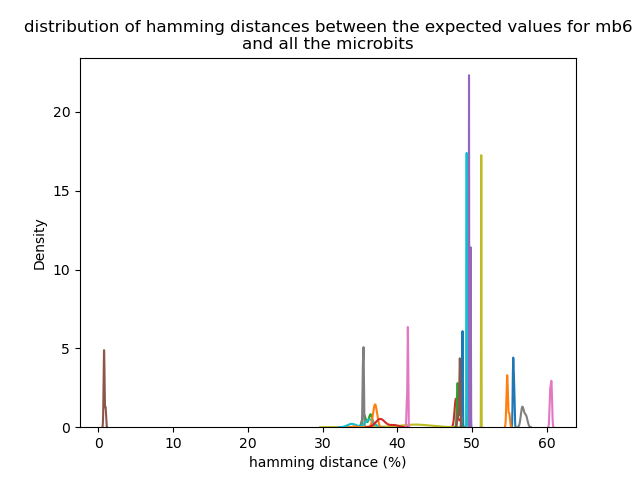 distribution of hamming distances between the expected values for mb6
and all the microbits
20
15
10
5
0
Density
0 10 20 30 40 50 60
hamming distance (%)